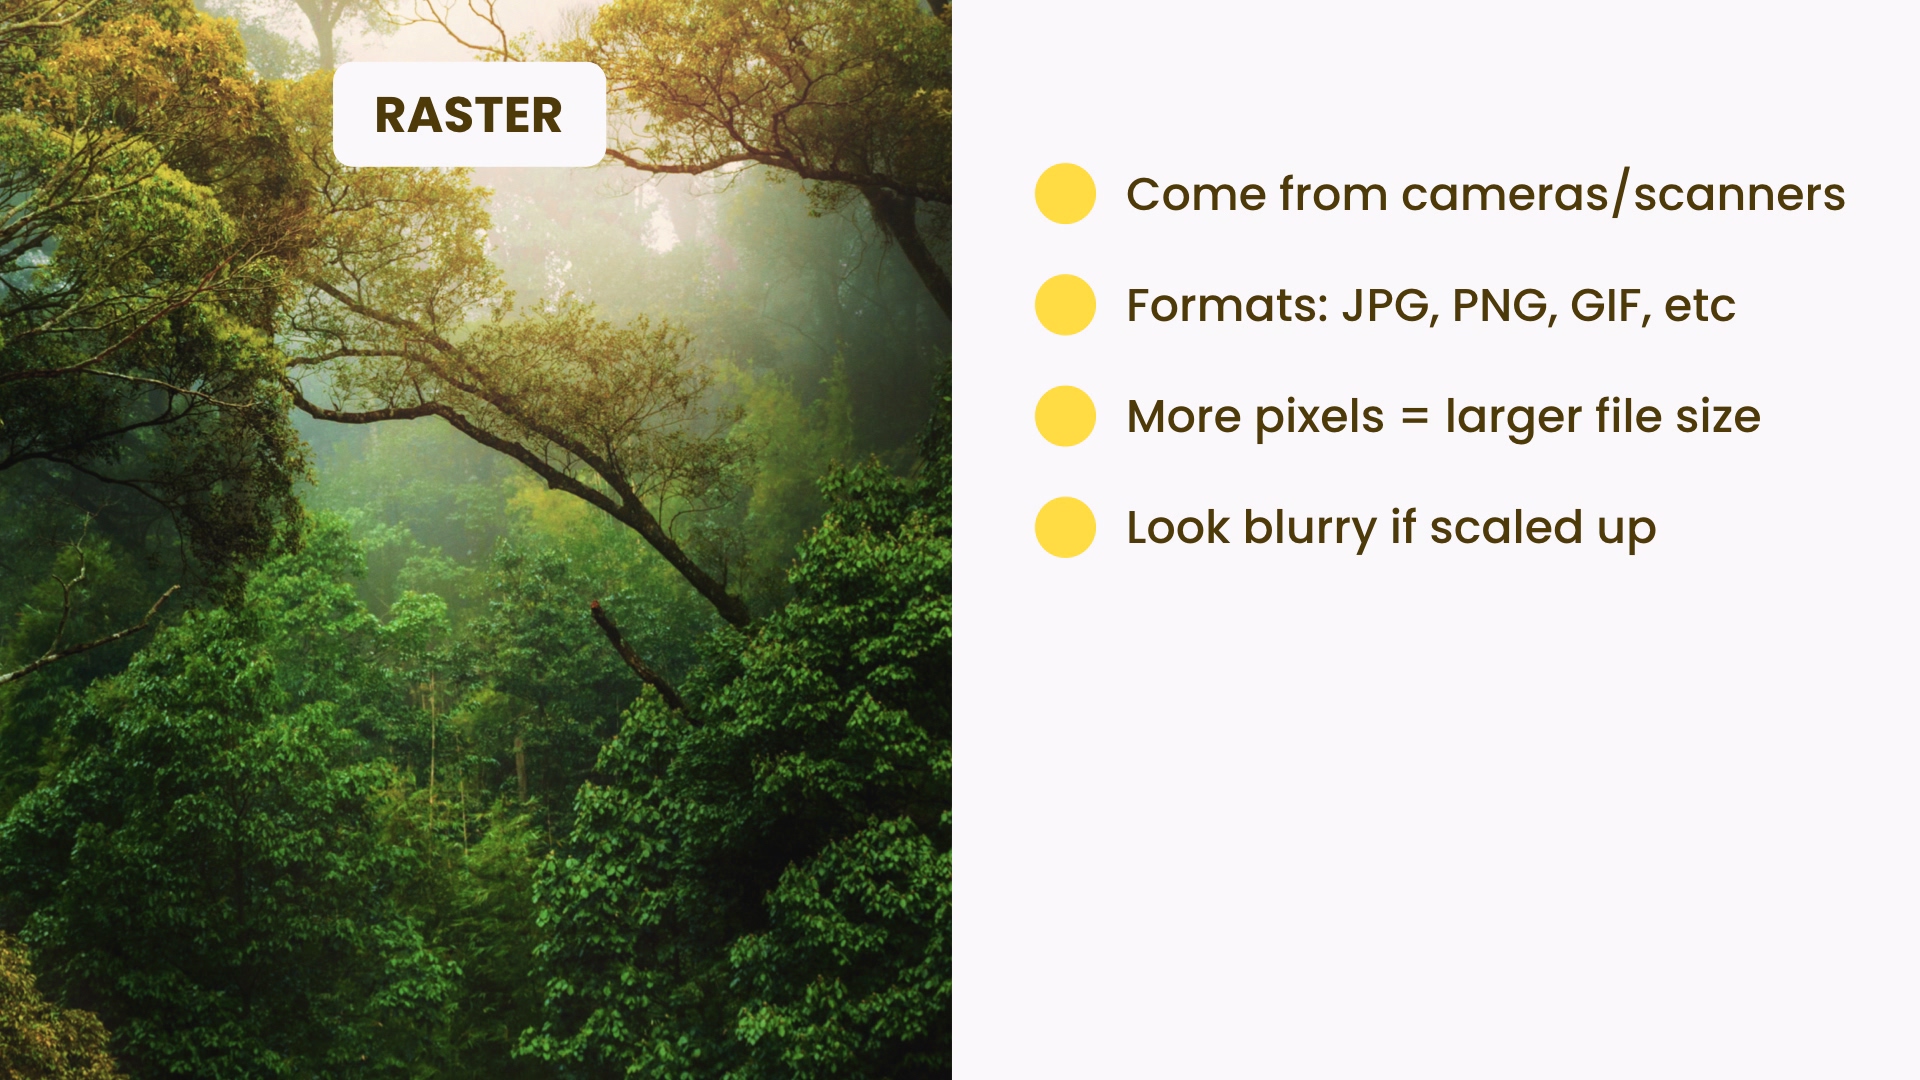 RASTER
Come from cameras/scanners
Formats: JPG, PNG, GIF, etc
More pixels = larger file size
Look blurry if scaled up